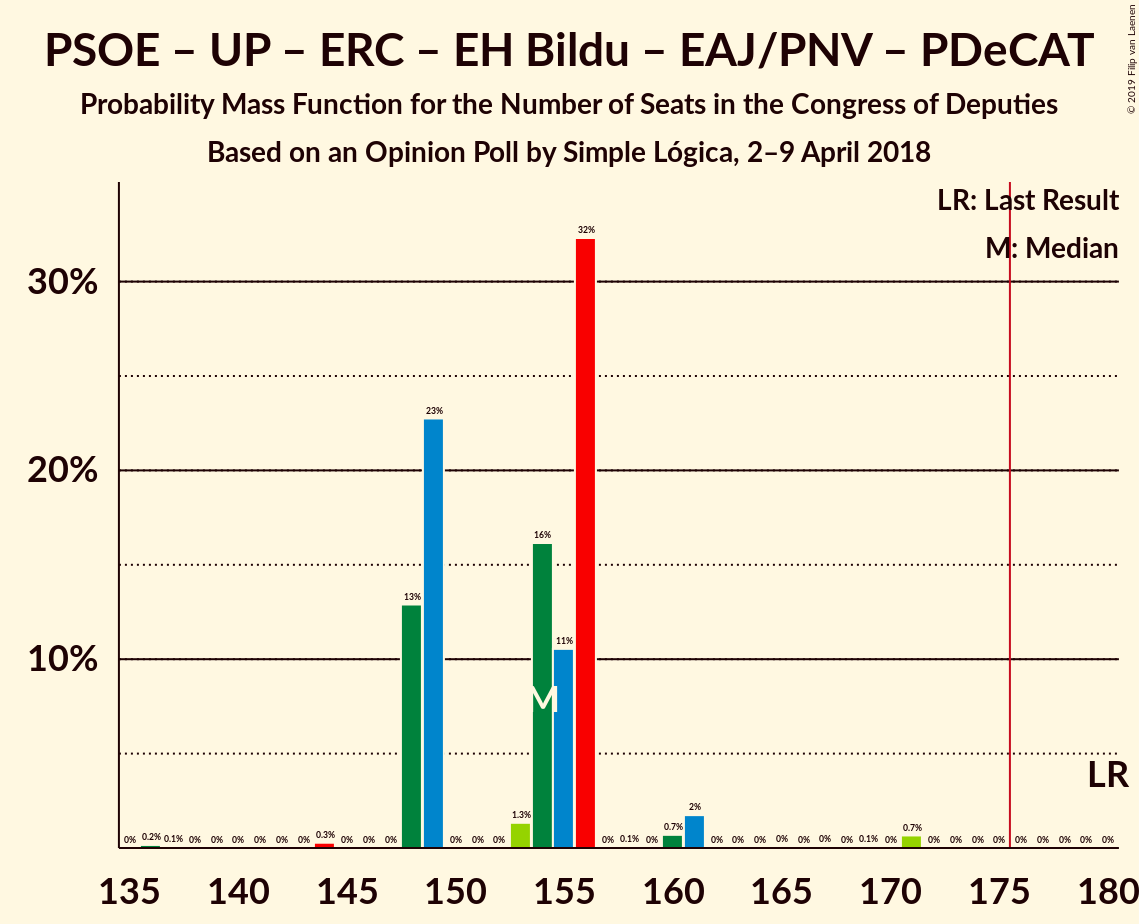 PSOE – UP – ERC – EH Bildu – EAJ/PNV – PDeCAT
Probability Mass Function for the Number of Seats in the Congress of Deputies
Based on an Opinion Poll by Simple Lógica, 2–9 April 2018
© 2019 Filip van Laenen
LR: Last Result
M: Median
30%
20%
10%
0% 0.2% 0.1% 0% 0% 0% 0% 0% 0% 0.3% 0% 0% 0% 13% 23% 0% 0% 0% 1.3% 16% 11% 32% 0% 0.1% 0% 0.7% 2% 0% 0% 0% 0% 0% 0% 0% 0.1% 0% 0.7% 0% 0% 0% 0% 0% 0% 0% 0% 0%
M
LR
135 140 145 150 155 160 165 170 175 180